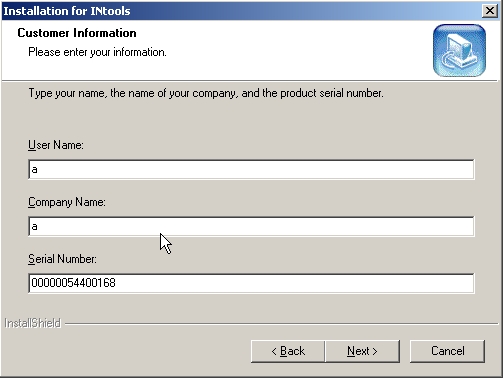 Installation for INtools
Customer Information
Please enter your information.
Type your name, the name of your company, and the product serial number.
User Name:
a
Company Name:
a
Serial Number:
00000054400168
InstallShield
< Back
Next >
Cancel